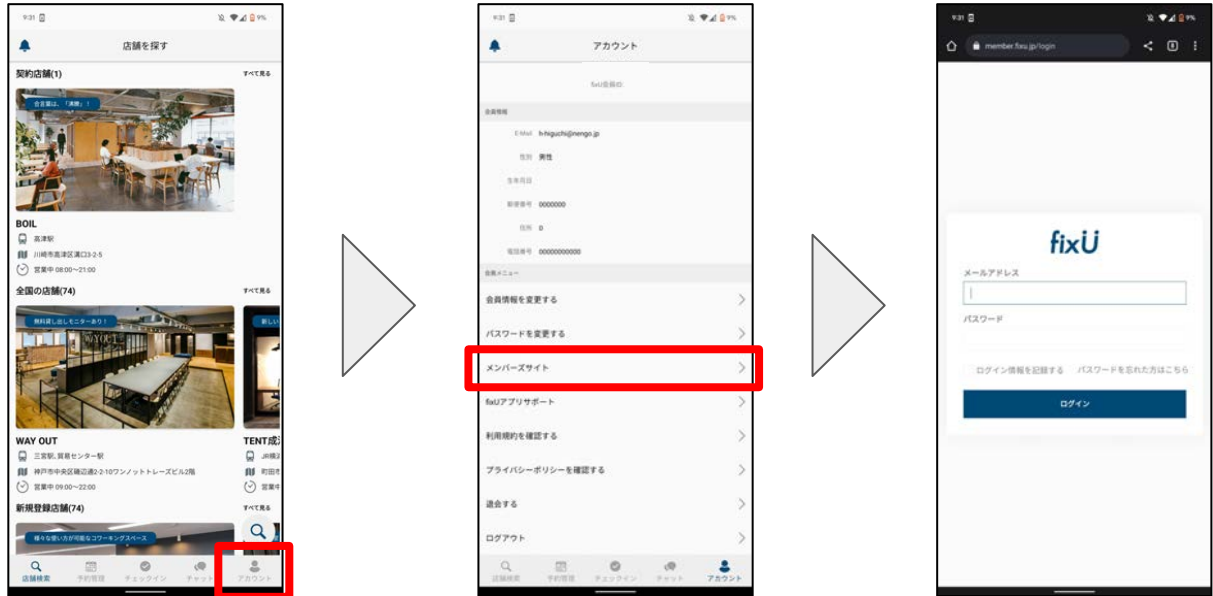 9:31
9%
店舗を探す
契約店舗(1)
すべて見る
合言葉は、「沸騰」!
BOIL
高津駅
川崎市高津区溝口3-2-5
営業中 08:00～21:00
全国の店舗(74)
すべて見る
無料貸し出しモニターあり!
新しい
WAY OUT
三宮駅、貿易センター駅
神戸市中央区磯辺通2-2-10ワンノットトレーズビル2階
営業中 09:00～22:00
TENT成
JR横
町田市
営業中
新規登録店舗(74)
すべて見る
様々な使い方が可能なコワーキングスペース
店舗検索
予約管理
チェックイン
チャット
アカウント
9:31
9%
アカウント
fixU会員ID
会員情報
E-Mail h-higuchi@nengo.jp
性別 男性
生年月日
郵便番号 0000000
住所 0
電話番号 00000000000
会員メニュー
会員情報を変更する
パスワードを変更する
メンバーズサイト
fixUアプリサポート
利用規約を確認する
プライバシーポリシーを確認する
退会する
ログアウト
店舗検索
予約管理
チェックイン
チャット
アカウント
9:31
9%
member.fixu.jp/login
fixU
メールアドレス
パスワード
ログイン情報を記録する パスワードを忘れた方はこちら
ログイン